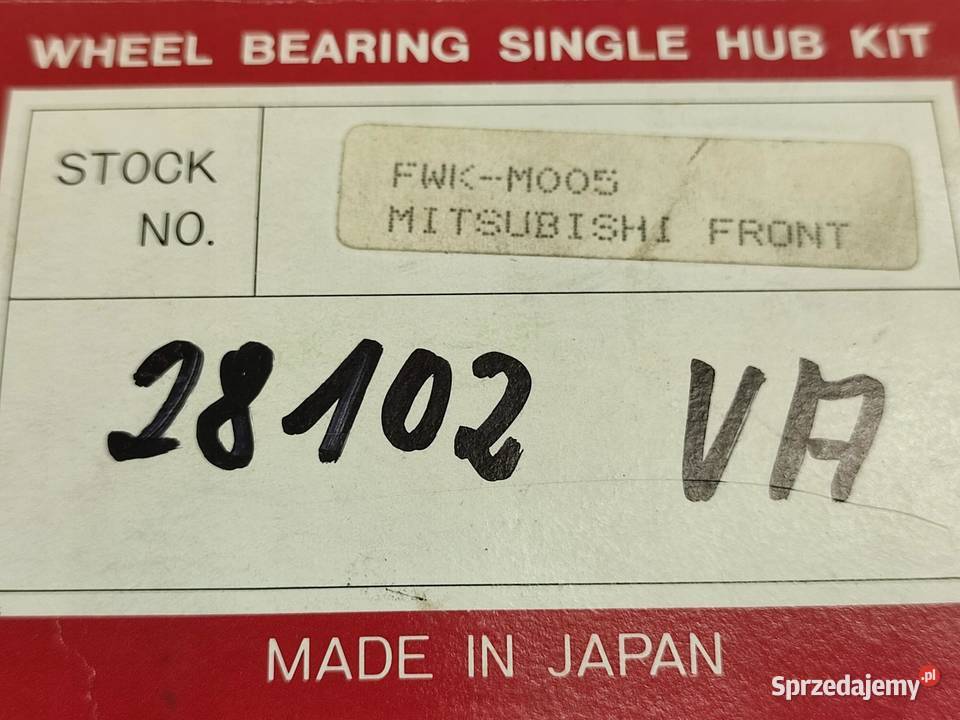 WHEEL BEARING SINGLE HUB KIT
STOCK NO.
FWK-M005
MITSUBISHI FRONT
28102 VA
MADE IN JAPAN
Sprzedajemy.pl